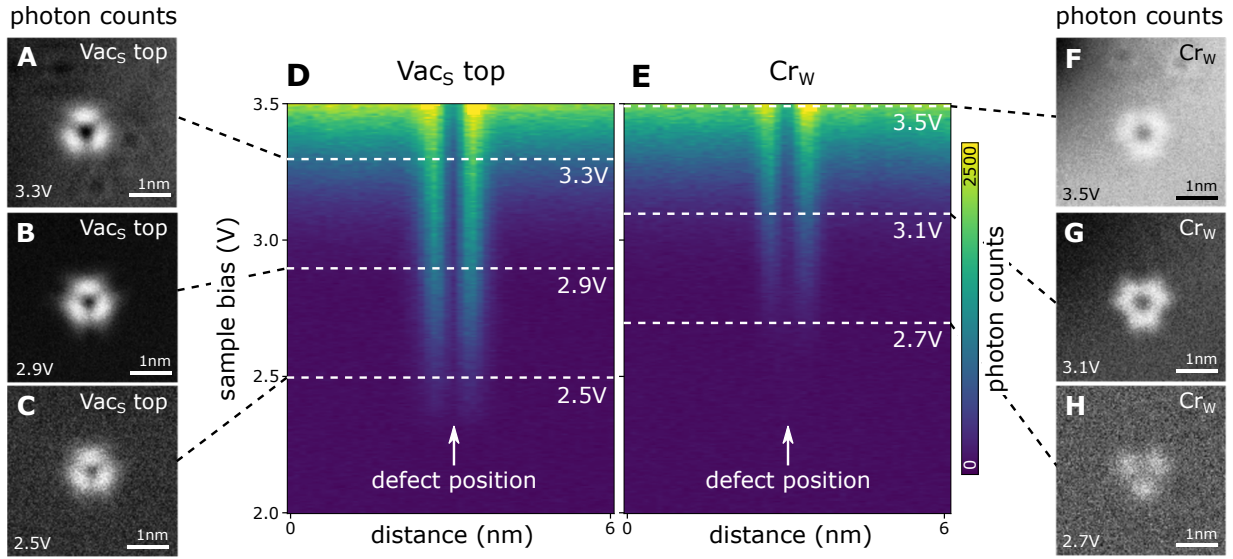 photon counts
A
Vac_S top
3.3V
1nm
B
Vac_S top
2.9V
1nm
C
Vac_S top
2.5V
1nm
D
Vac_S top
3.5
3.0
2.5
2.0
sample bias (V)
3.3V
2.9V
2.5V
defect position
0
6
distance (nm)
E
Cr_W
3.5V
3.1V
2.7V
defect position
0
6
distance (nm)
2500
0
photon counts
photon counts
F
Cr_W
3.5V
1nm
G
Cr_W
3.1V
1nm
H
Cr_W
2.7V
1nm